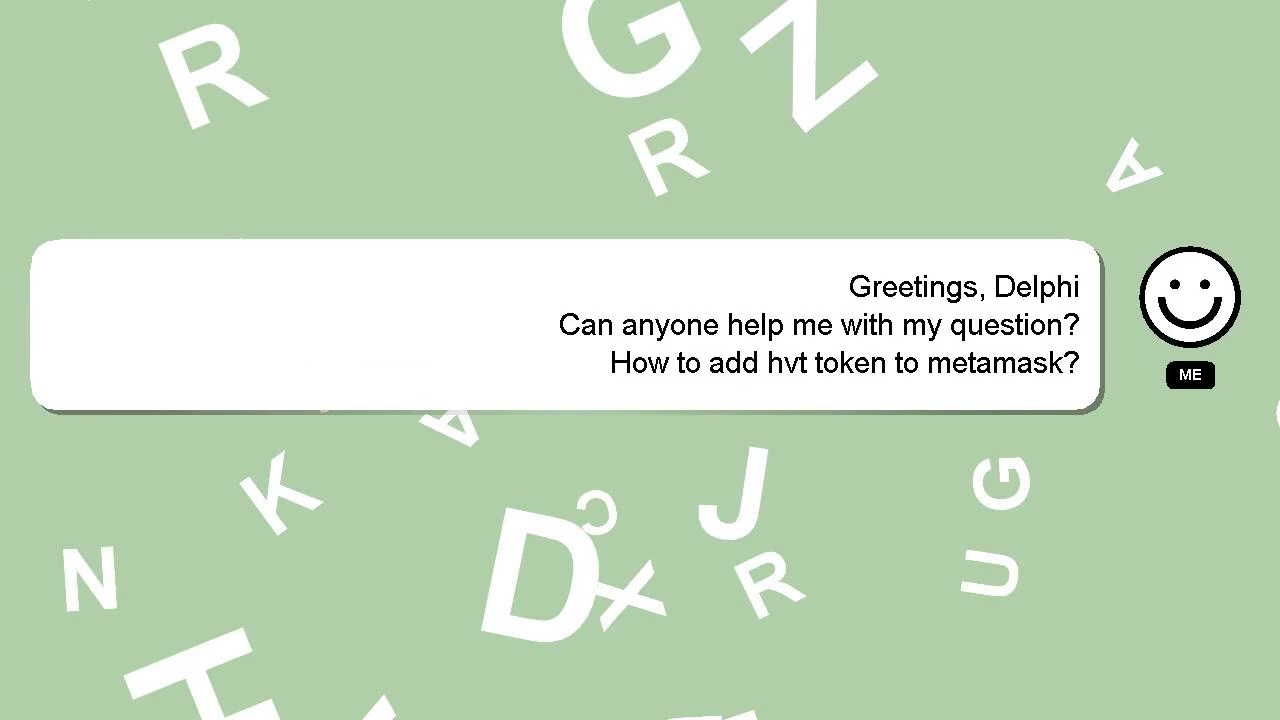 R
G
Z
R
A
Greetings, Delphi
Can anyone help me with my question?
How to add hvt token to metamask?
ME
A
K
J
G
N
D
C
X
R
U